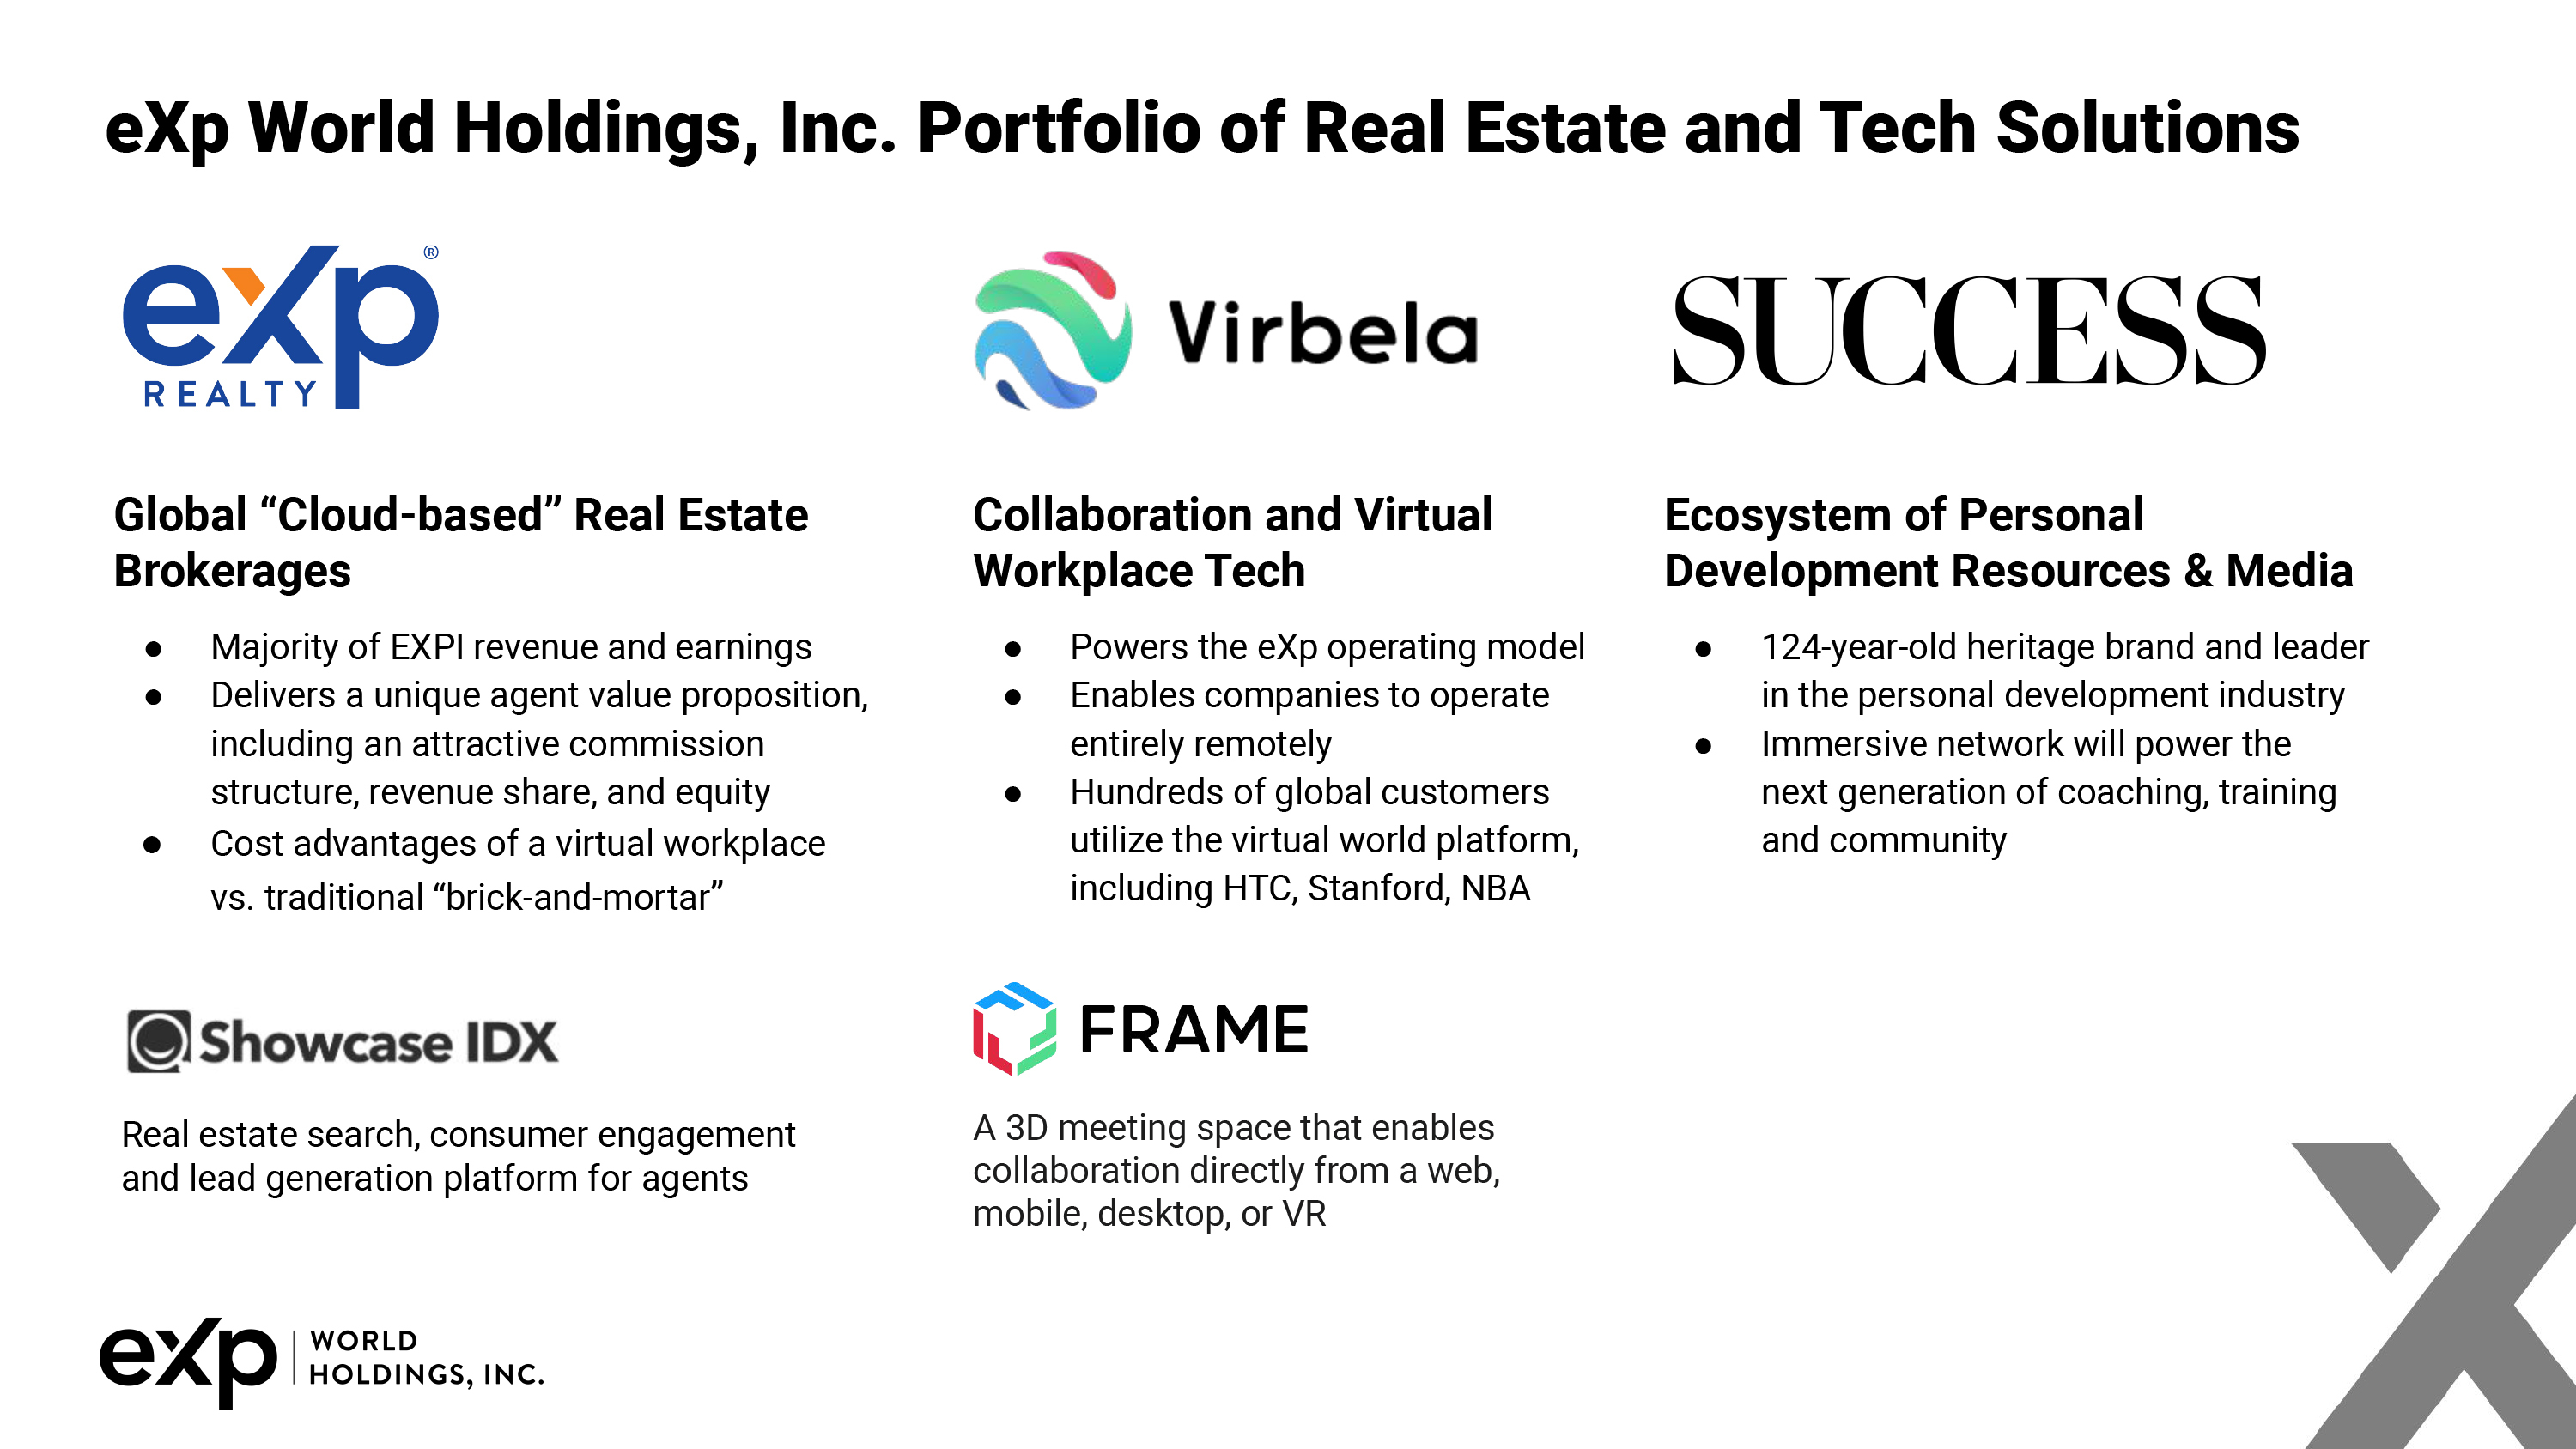 eXp World Holdings, Inc. Portfolio of Real Estate and Tech Solutions
eXp®
REALTY
Global “Cloud-based” Real Estate
Brokerages
● Majority of EXPI revenue and earnings
● Delivers a unique agent value proposition,
including an attractive commission
structure, revenue share, and equity
● Cost advantages of a virtual workplace
vs. traditional “brick-and-mortar”
Showcase IDX
Real estate search, consumer engagement
and lead generation platform for agents
Virbela
Collaboration and Virtual
Workplace Tech
● Powers the eXp operating model
● Enables companies to operate
entirely remotely
● Hundreds of global customers
utilize the virtual world platform,
including HTC, Stanford, NBA
FRAME
A 3D meeting space that enables
collaboration directly from a web,
mobile, desktop, or VR
SUCCESS
Ecosystem of Personal
Development Resources & Media
● 124-year-old heritage brand and leader
in the personal development industry
● Immersive network will power the
next generation of coaching, training
and community
eXp
WORLD
HOLDINGS, INC.